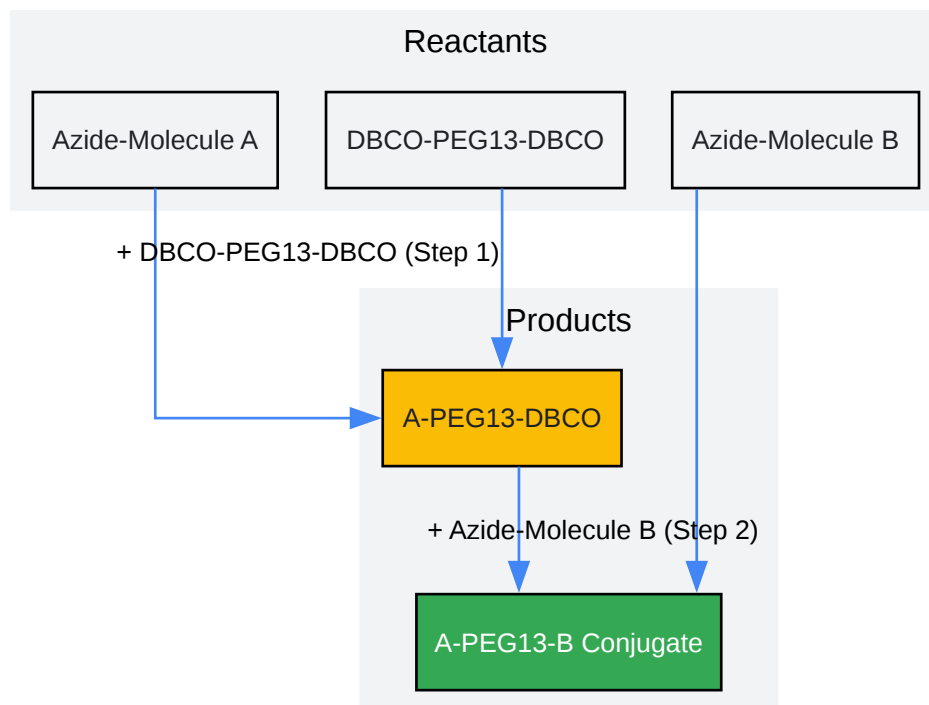 Reactants
Azide-Molecule A
DBCO-PEG13-DBCO
Azide-Molecule B
+ DBCO-PEG13-DBCO (Step 1)
Products
A-PEG13-DBCO
+ Azide-Molecule B (Step 2)
A-PEG13-B Conjugate